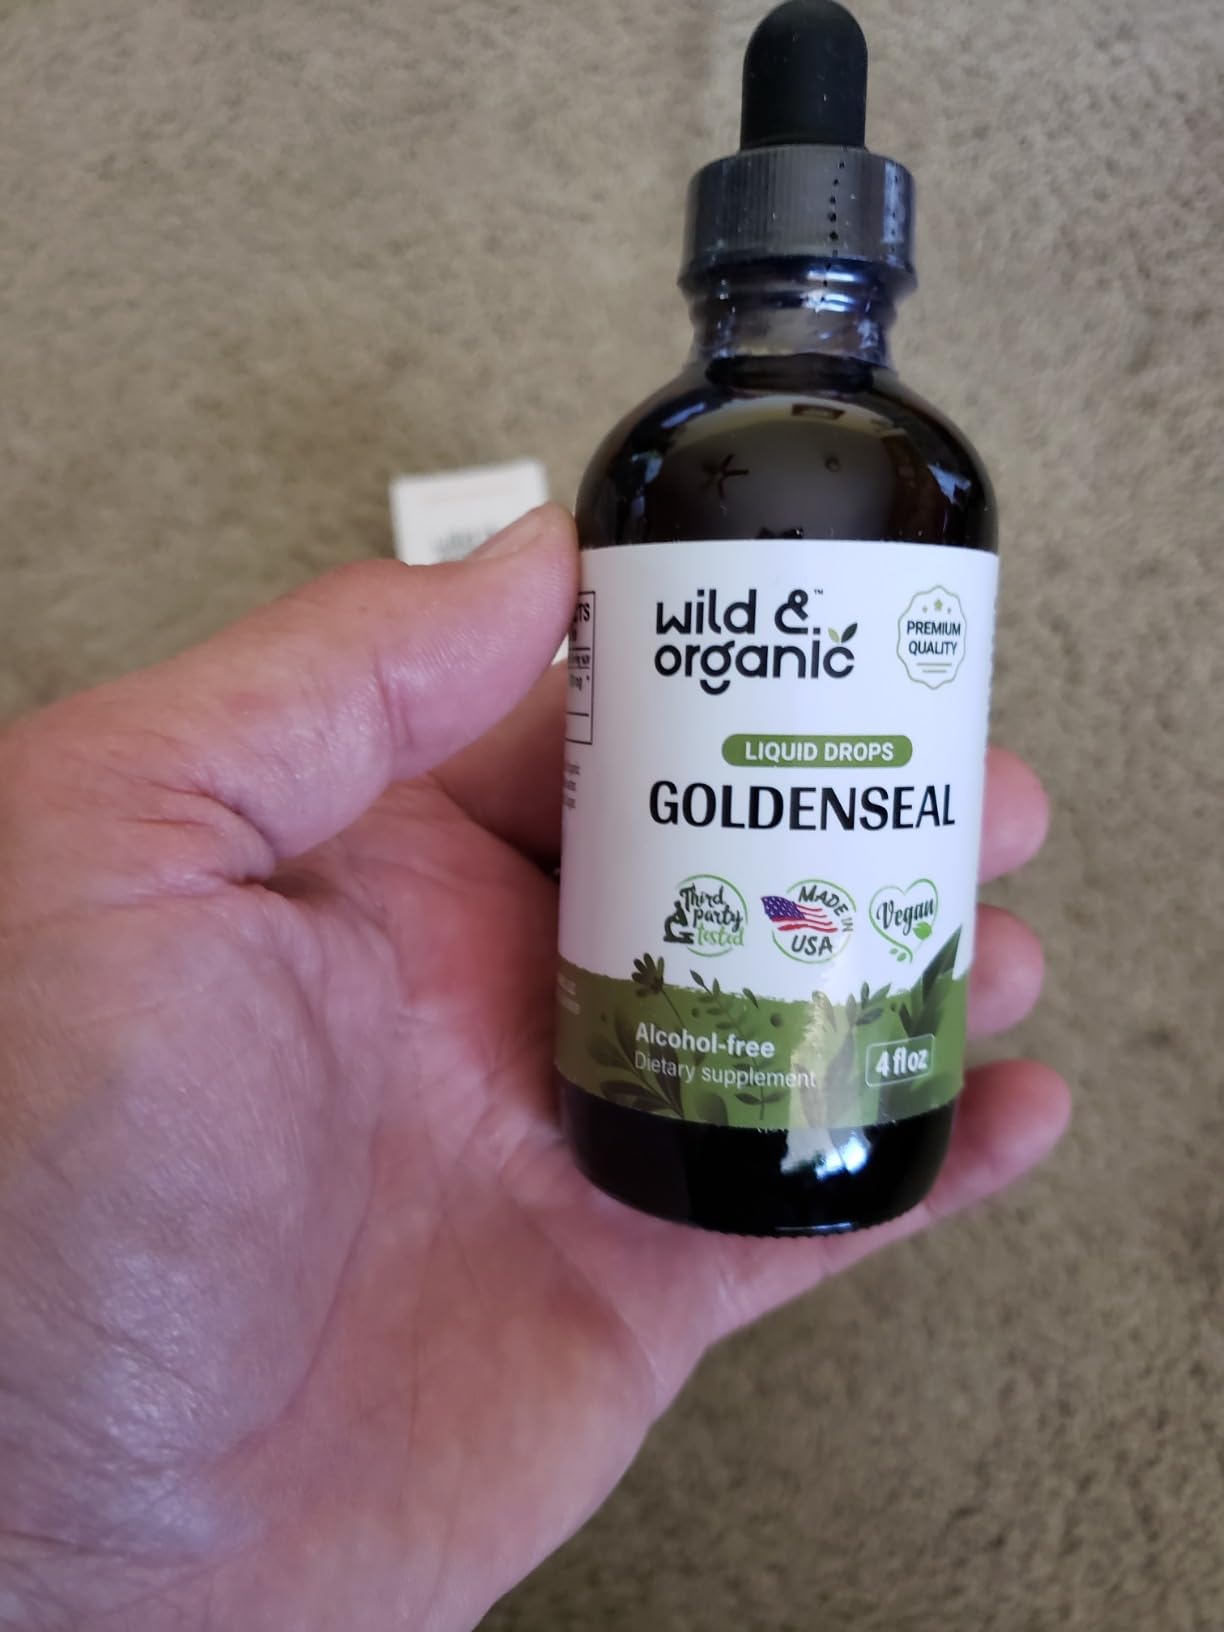 wild &™
organic
PREMIUM
QUALITY
LIQUID DROPS
GOLDENSEAL
Third
party
tested
MADE IN
USA
Vegan
Alcohol-free
Dietary supplement
4 fl oz